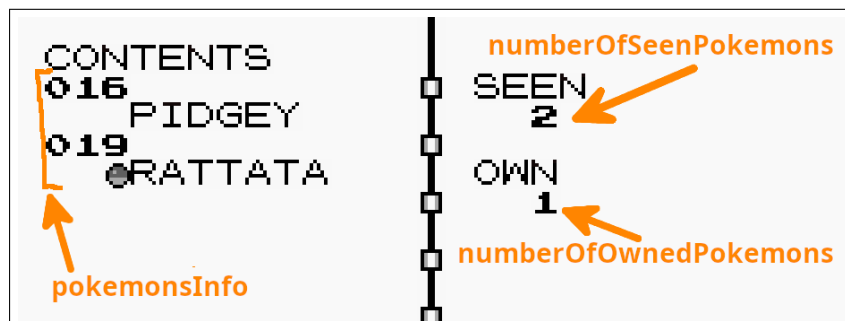 CONTENTS
016
PIDGEY
019
RATTATA
pokemonsInfo
numberOfSeenPokemons
SEEN
2
OWN
1
numberOfOwnedPokemons